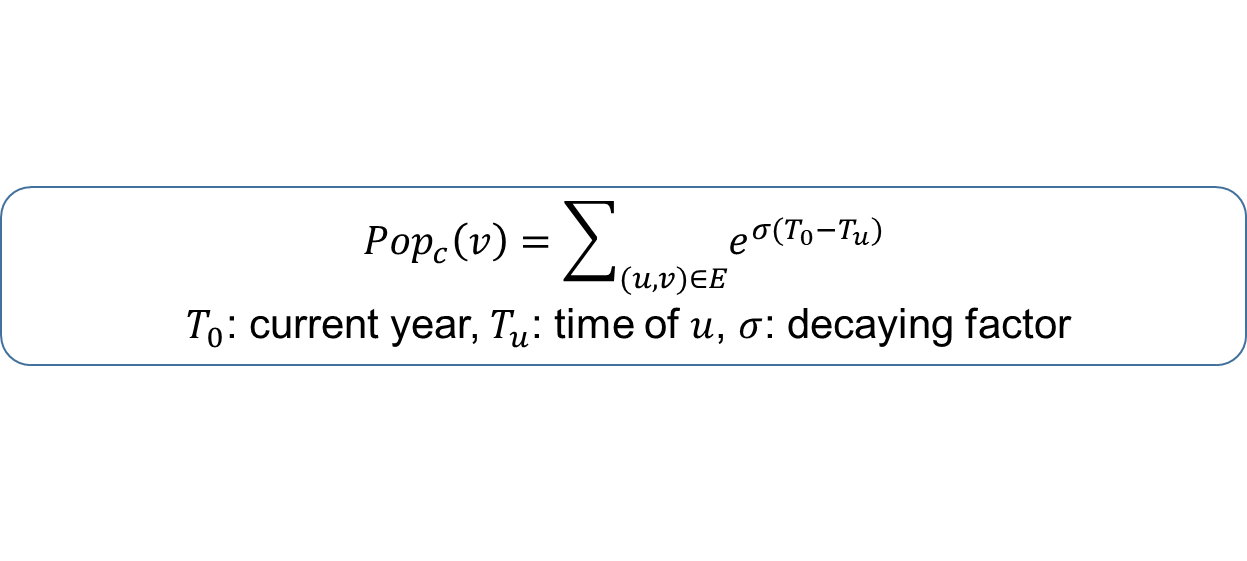 Pop_c(v) = ∑_{(u,v)∈E} e^{σ(T_0−T_u)}
T_0: current year, T_u: time of u, σ: decaying factor